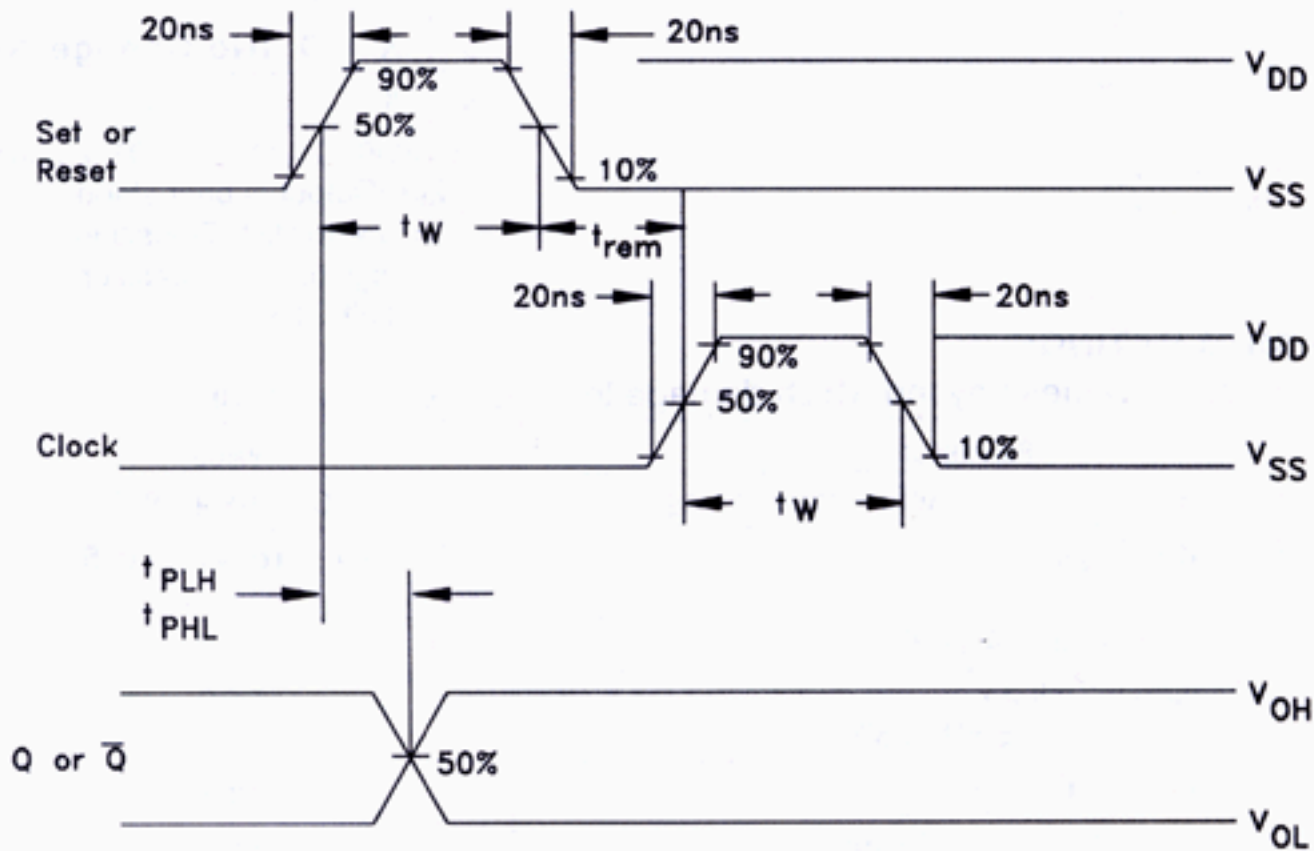 20ns
20ns
V_DD
90%
Set or
Reset
50%
10%
V_SS
t_W
t_rem
20ns
20ns
V_DD
90%
50%
Clock
10%
V_SS
t_W
t_PLH
t_PHL
V_OH
Q or Q̅
50%
V_OL